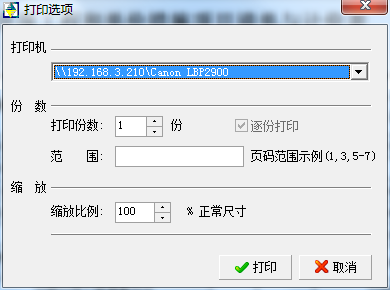 打印选项
打印机
\\192.168.3.210\Canon LBP2900
份 数
打印份数: 1 份 逐份打印
范 围: 页码范围示例(1,3,5-7)
缩 放
缩放比例: 100 % 正常尺寸
打印 取消